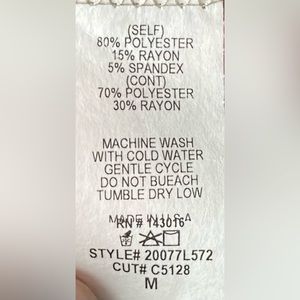 (SELF)
80% POLYESTER
15% RAYON
5% SPANDEX
(CONT)
70% POLYESTER
30% RAYON
MACHINE WASH
WITH COLD WATER
GENTLE CYCLE
DO NOT BUEACH
TUMBLE DRY LOW
MADE IN U.S.A
RN # 143016
STYLE# 20077L572
CUT# C5128
M